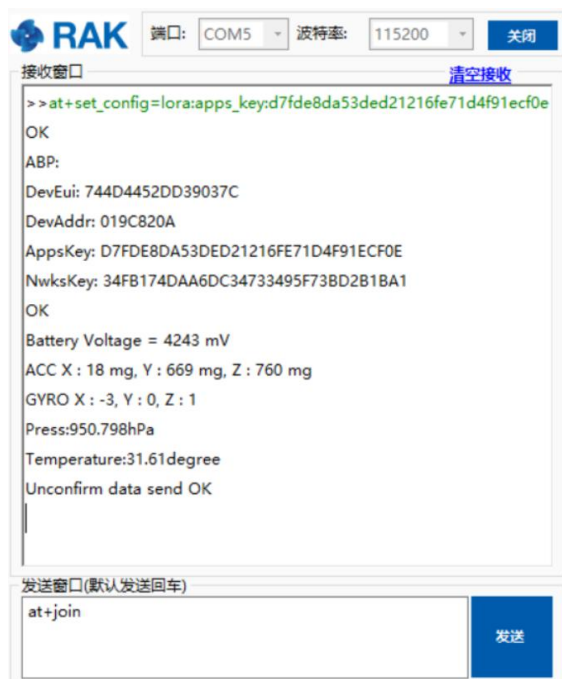 RAK 端口: COM5 波特率: 115200 关闭
接收窗口 清空接收
>>at+set_config=lora:apps_key:d7fde8da53ded21216fe71d4f91ecf0e
OK
ABP:
DevEui: 744D4452DD39037C
DevAddr: 019C820A
AppsKey: D7FDE8DA53DED21216FE71D4F91ECF0E
NwksKey: 34FB174DAA6DC34733495F73BD2B1BA1
OK
Battery Voltage = 4243 mV
ACC X : 18 mg, Y : 669 mg, Z : 760 mg
GYRO X : -3, Y : 0, Z : 1
Press:950.798hPa
Temperature:31.61degree
Unconfirm data send OK
发送窗口(默认发送回车)
at+join
发送